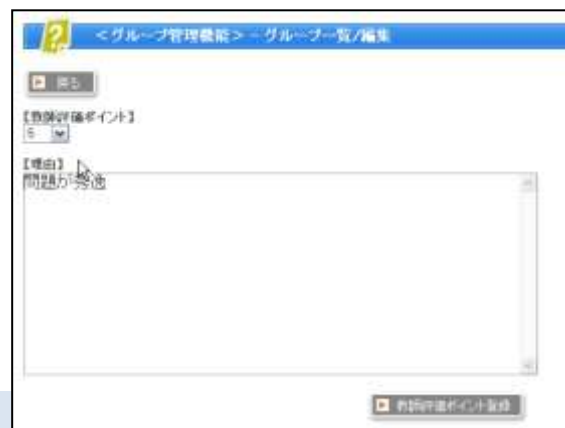 <グループ管理機能> - グループ一覧/編集
戻る
【教師評価ポイント】
5
【理由】
問題が秀逸
教師評価ポイント登録